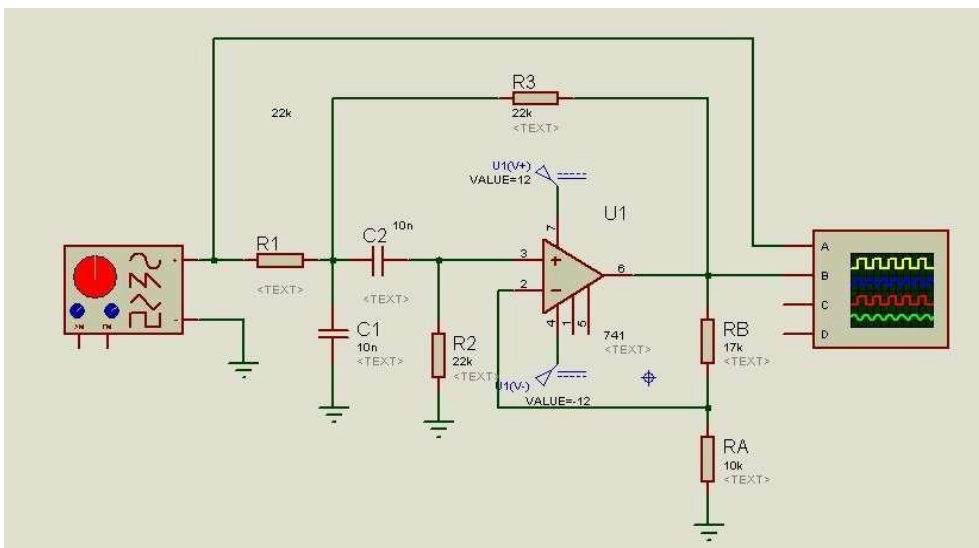 R3
22k
22k
<TEXT>
U1(V+)
VALUE=12
U1
7
C2
10n
R1
<TEXT>
<TEXT>
3
2
6
4
1
5
741
<TEXT>
A
B
C
D
+
-
C1
10n
<TEXT>
R2
22k
<TEXT>
RB
17k
<TEXT>
U1(V-)
VALUE=-12
RA
10k
<TEXT>